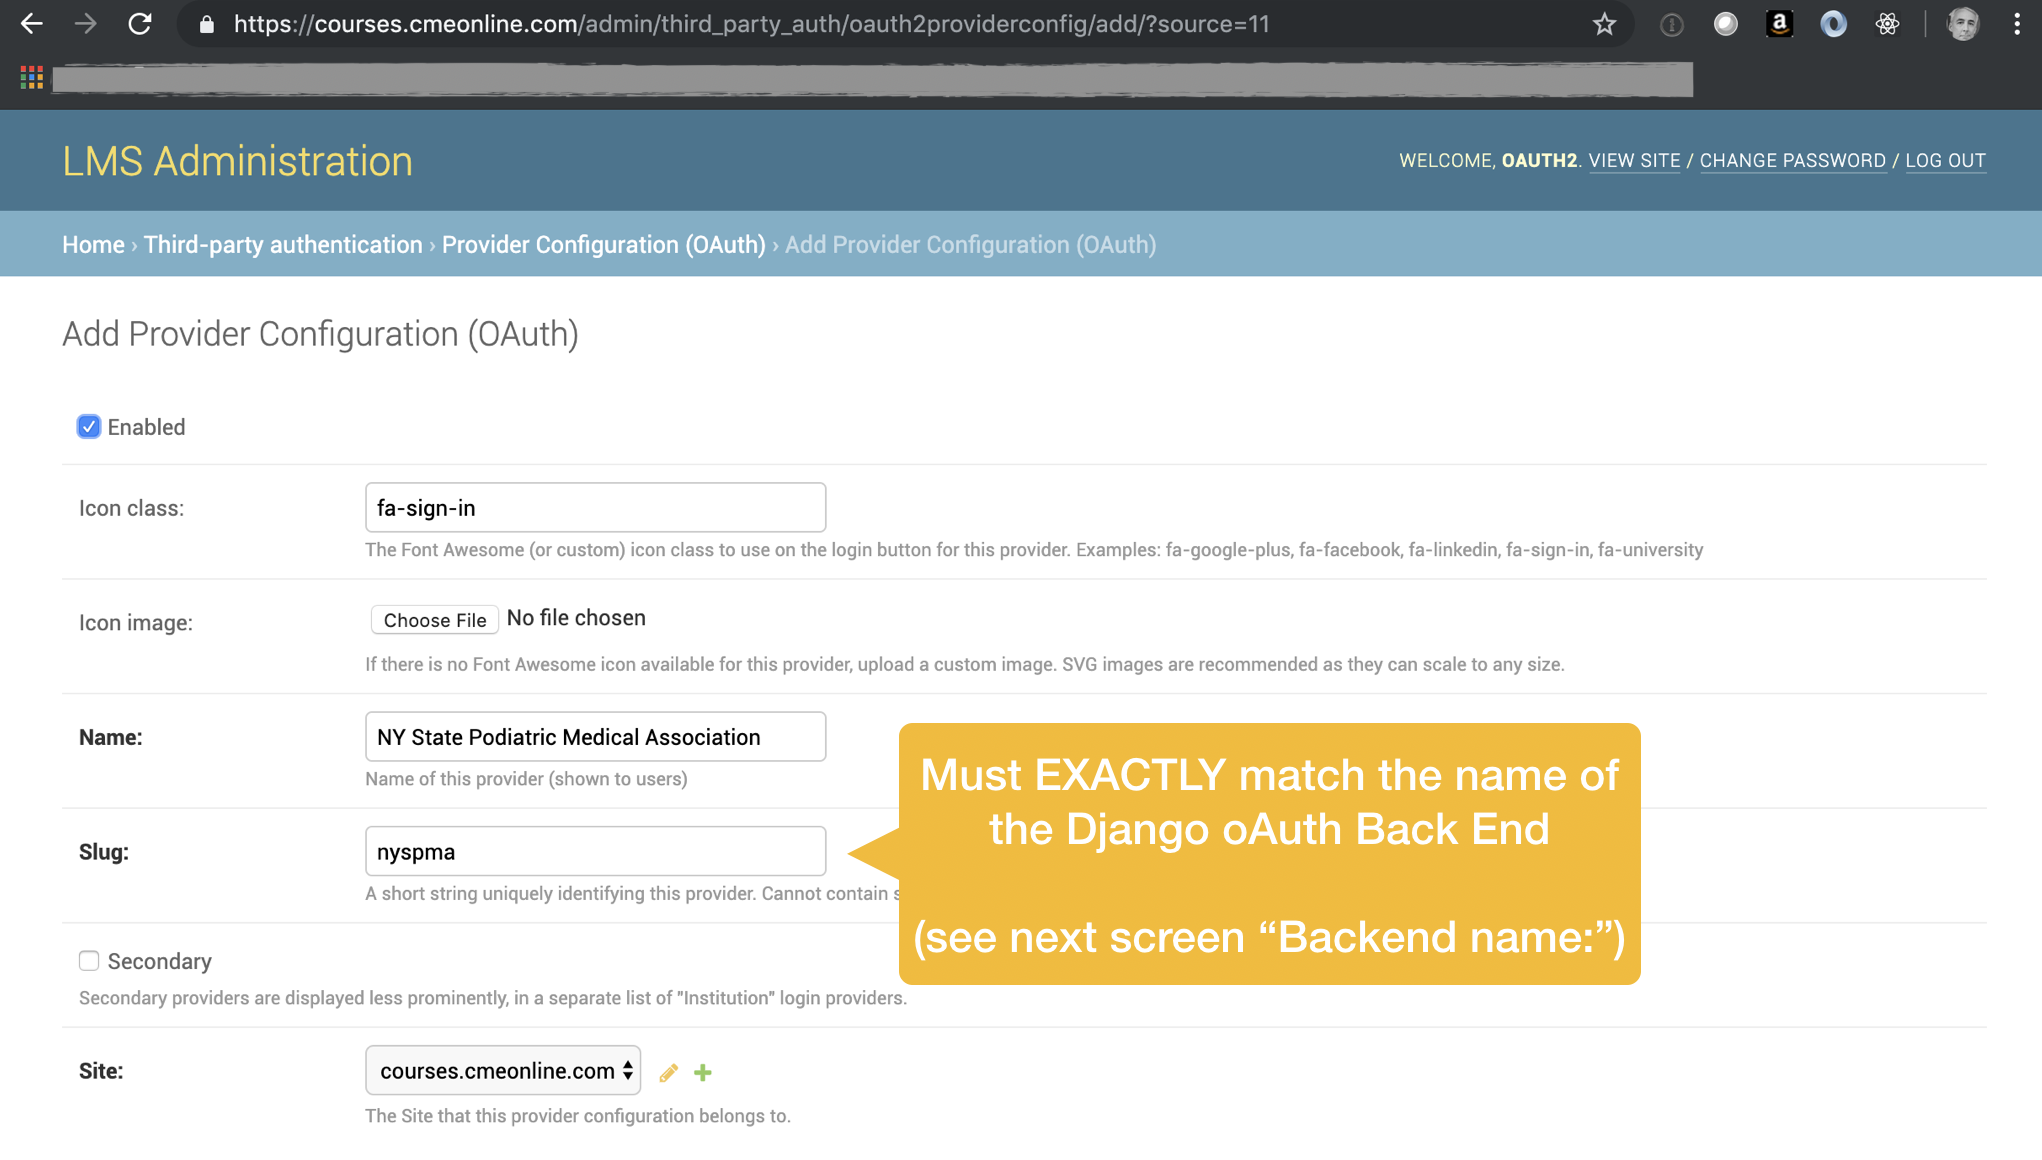 https://courses.cmeonline.com/admin/third_party_auth/oauth2providerconfig/add/?source=11
LMS Administration
WELCOME, OAUTH2. VIEW SITE / CHANGE PASSWORD / LOG OUT
Home › Third-party authentication › Provider Configuration (OAuth) › Add Provider Configuration (OAuth)
Add Provider Configuration (OAuth)
Enabled
Icon class: fa-sign-in
The Font Awesome (or custom) icon class to use on the login button for this provider. Examples: fa-google-plus, fa-facebook, fa-linkedin, fa-sign-in, fa-university
Icon image: Choose File No file chosen
If there is no Font Awesome icon available for this provider, upload a custom image. SVG images are recommended as they can scale to any size.
Name: NY State Podiatric Medical Association
Name of this provider (shown to users)
Must EXACTLY match the name of
the Django oAuth Back End
(see next screen “Backend name:”)
Slug: nyspma
A short string uniquely identifying this provider. Cannot contain
Secondary
Secondary providers are displayed less prominently, in a separate list of "Institution" login providers.
Site: courses.cmeonline.com
The Site that this provider configuration belongs to.